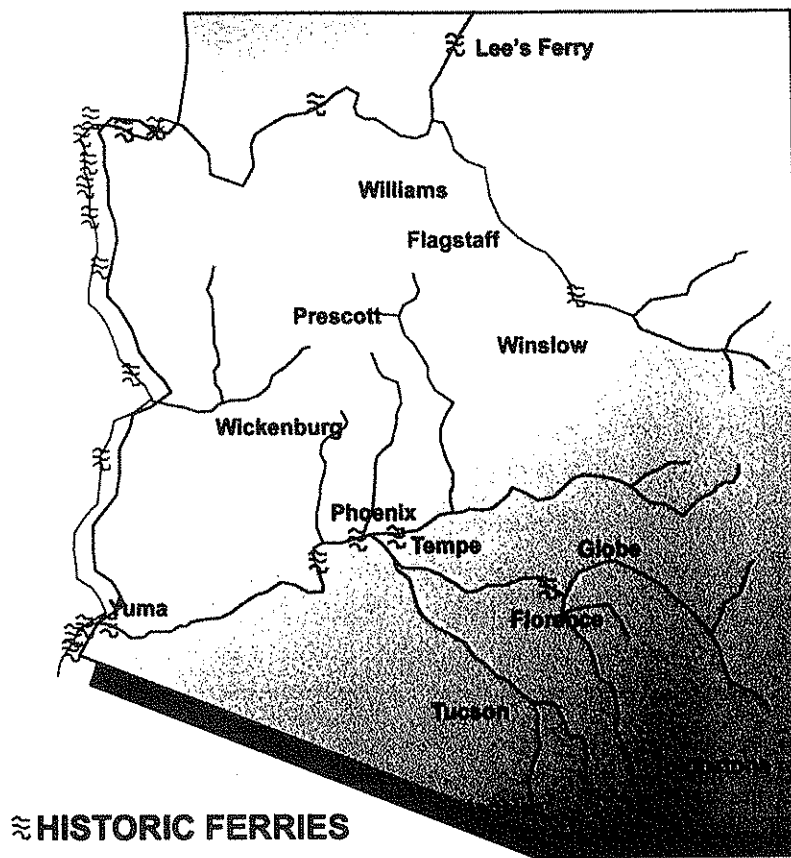 Lee's Ferry
Williams
Flagstaff
Prescott
Winslow
Wickenburg
Phoenix
Tempe
Globe
Yuma
Florence
Tucson
HISTORIC FERRIES